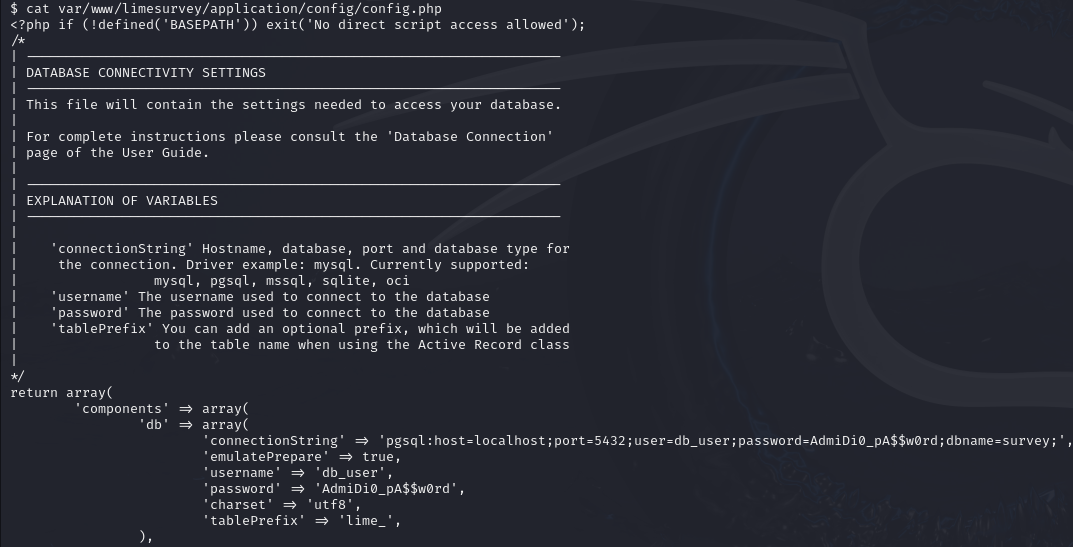 $ cat var/www/limesurvey/application/config/config.php
<?php if (!defined('BASEPATH')) exit('No direct script access allowed');
/*
| -------------------------------------------------------------------
| DATABASE CONNECTIVITY SETTINGS
| -------------------------------------------------------------------
| This file will contain the settings needed to access your database.
|
| For complete instructions please consult the 'Database Connection'
| page of the User Guide.
|
| -------------------------------------------------------------------
| EXPLANATION OF VARIABLES
| -------------------------------------------------------------------
|
|    'connectionString' Hostname, database, port and database type for
|     the connection. Driver example: mysql. Currently supported:
|                 mysql, pgsql, mssql, sqlite, oci
|    'username' The username used to connect to the database
|    'password' The password used to connect to the database
|    'tablePrefix' You can add an optional prefix, which will be added
|                 to the table name when using the Active Record class
|
*/
return array(
        'components' => array(
                'db' => array(
                        'connectionString' => 'pgsql:host=localhost;port=5432;user=db_user;password=AdmiDi0_pA$$w0rd;dbname=survey;',
                        'emulatePrepare' => true,
                        'username' => 'db_user',
                        'password' => 'AdmiDi0_pA$$w0rd',
                        'charset' => 'utf8',
                        'tablePrefix' => 'lime_',
                ),